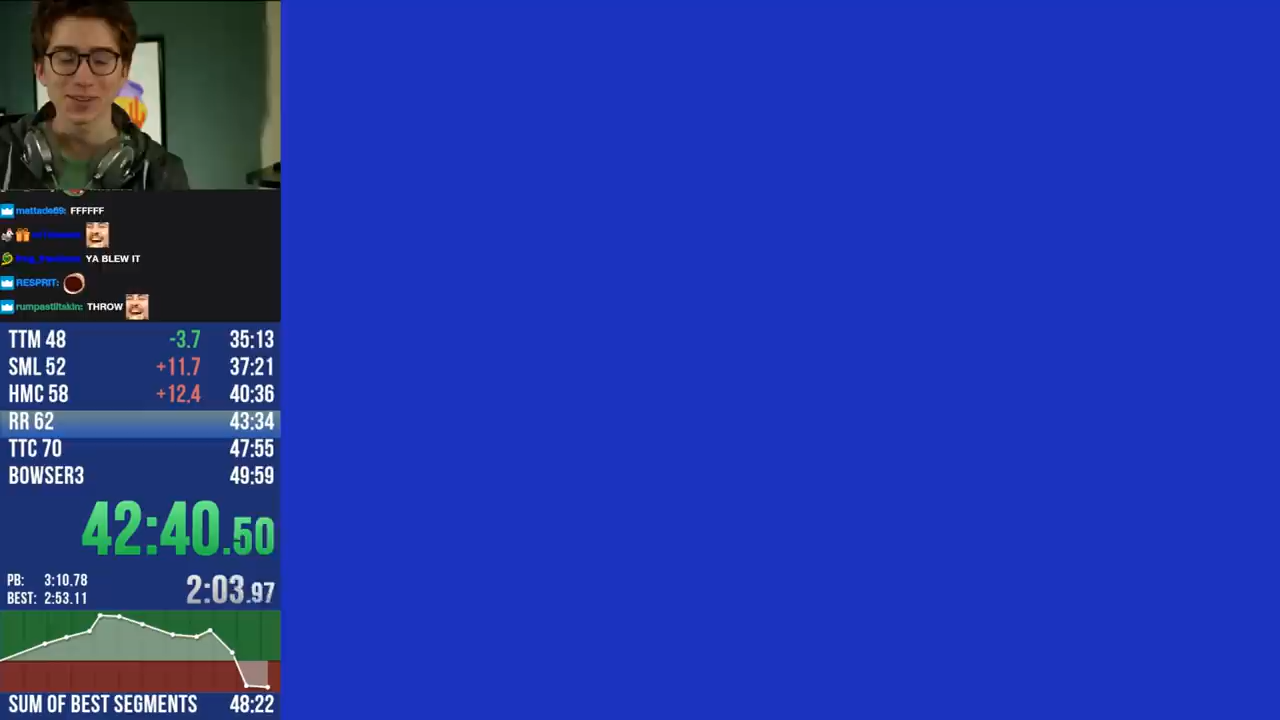 mattade69: FFFFFF
YA BLEW IT
RESPRIT:
rumpastiltskin: THROW
TTM 48 -3.7 35:13
SML 52 +11.7 37:21
HMC 58 +12.4 40:36
RR 62 43:34
TTC 70 47:55
BOWSER3 49:59
42:40.50
PB: 3:10.78
BEST: 2:53.11
2:03.97
SUM OF BEST SEGMENTS 48:22